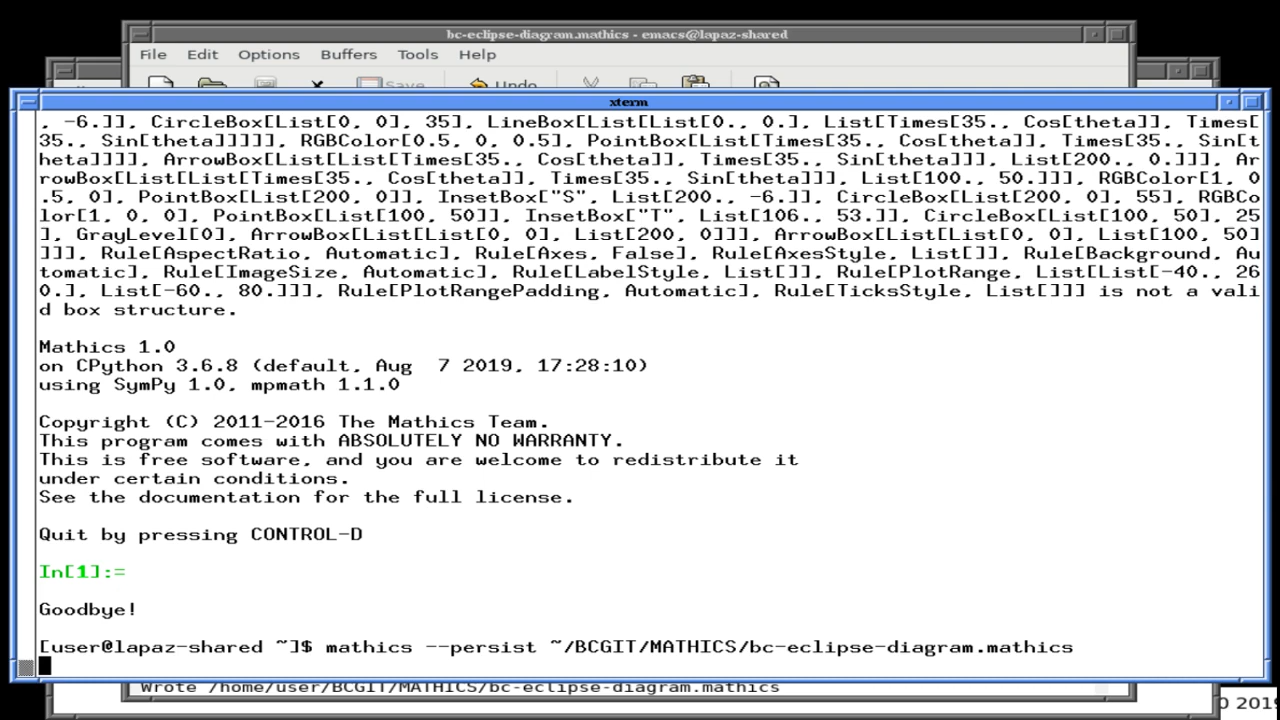 bc-eclipse-diagram.mathics - emacs@lapaz-shared
File Edit Options Buffers Tools Help
Save Undo
xterm
, -6.]], CircleBox[List[0, 0], 35], LineBox[List[List[0., 0.], List[Times[35., Cos[theta]], Times[
35., Sin[theta]]]]], RGBColor[0.5, 0, 0.5], PointBox[List[Times[35., Cos[theta]], Times[35., Sin[t
heta]]]], ArrowBox[List[List[Times[35., Cos[theta]], Times[35., Sin[theta]]], List[200., 0.]]], Ar
rowBox[List[List[Times[35., Cos[theta]], Times[35., Sin[theta]]], List[100., 50.]]], RGBColor[1, 0
.5, 0], PointBox[List[200, 0]], InsetBox["S", List[200., -6.]], CircleBox[List[200, 0], 55], RGBCo
lor[1, 0, 0], PointBox[List[100, 50]], InsetBox["T", List[106., 53.]], CircleBox[List[100, 50], 25
], GrayLevel[0], ArrowBox[List[List[0, 0], List[200, 0]]], ArrowBox[List[List[0, 0], List[100, 50]
]]], Rule[AspectRatio, Automatic], Rule[Axes, False], Rule[AxesStyle, List[]], Rule[Background, Au
tomatic], Rule[ImageSize, Automatic], Rule[LabelStyle, List[]], Rule[PlotRange, List[List[-40., 26
0.], List[-60., 80.]]], Rule[PlotRangePadding, Automatic], Rule[TicksStyle, List[]]] is not a vali
d box structure.
Mathics 1.0
on CPython 3.6.8 (default, Aug  7 2019, 17:28:10)
using SymPy 1.0, mpmath 1.1.0
Copyright (C) 2011-2016 The Mathics Team.
This program comes with ABSOLUTELY NO WARRANTY.
This is free software, and you are welcome to redistribute it
under certain conditions.
See the documentation for the full license.
Quit by pressing CONTROL-D
In[1]:=
Goodbye!
[user@lapaz-shared ~]$ mathics --persist ~/BCGIT/MATHICS/bc-eclipse-diagram.mathics
Wrote /home/user/BCGIT/MATHICS/bc-eclipse-diagram.mathics